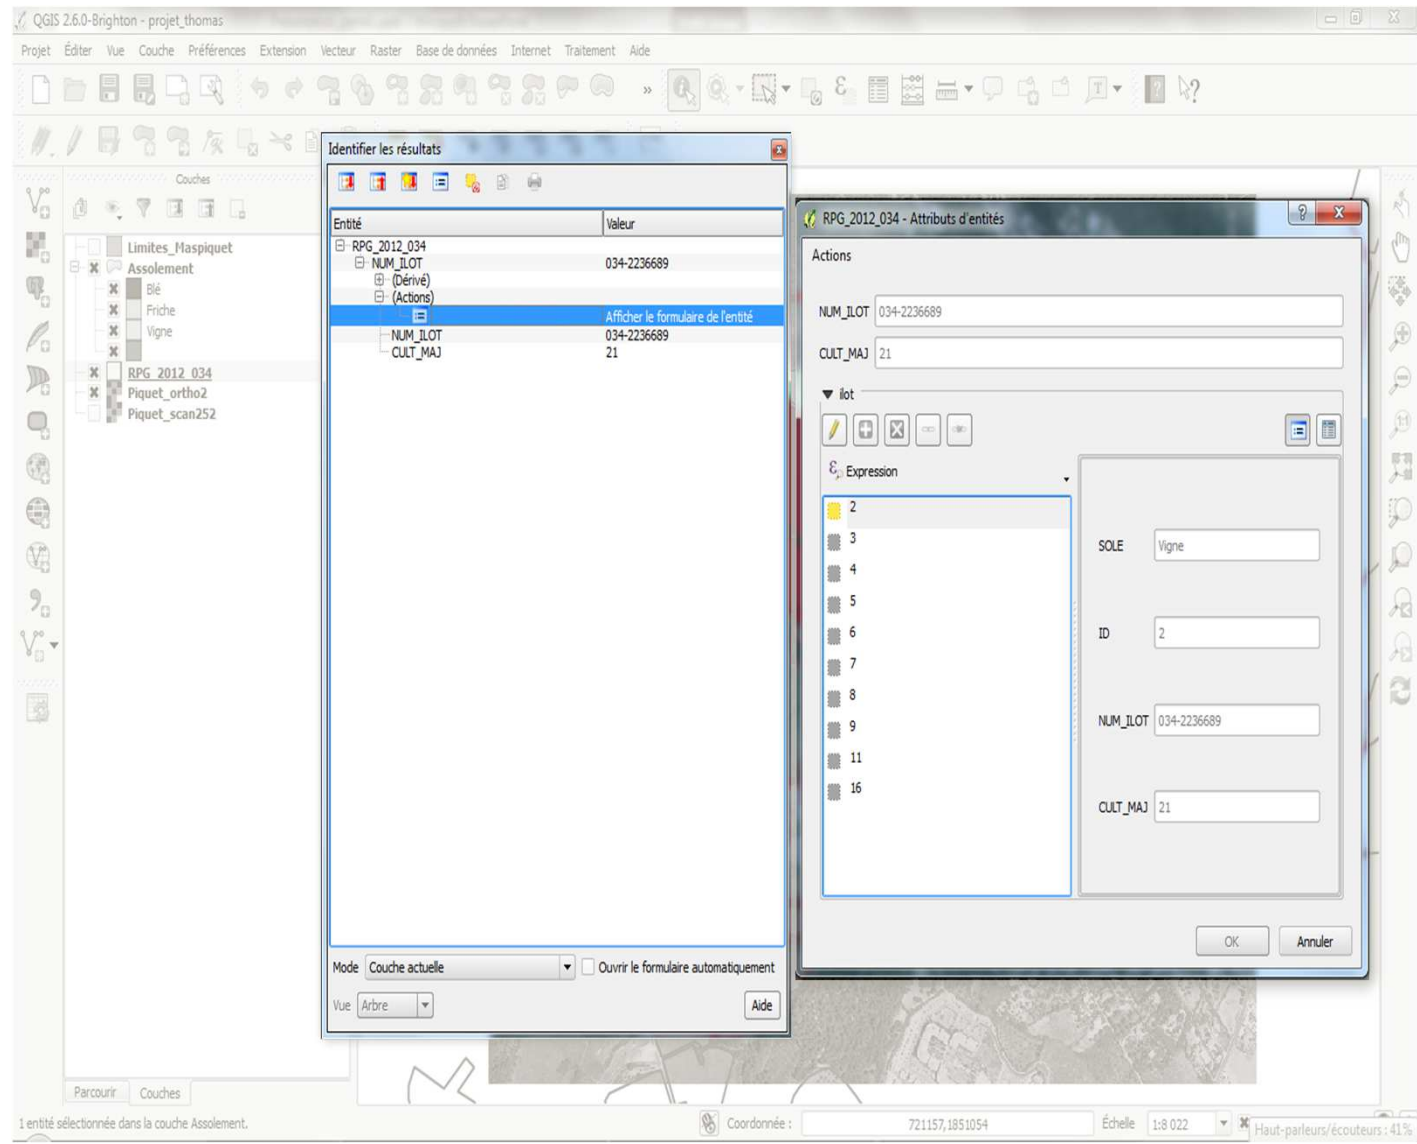 QGIS 2.6.0-Brighton - projet_thomas
Projet Éditer Vue Couche Préférences Extension Vecteur Raster Base de données Internet Traitement Aide
Couches
Limites_Maspiquet
Assolement
Blé
Friche
Vigne
RPG_2012_034
Piquet_ortho2
Piquet_scan252
Parcourir Couches
Identifier les résultats
Entité Valeur
RPG_2012_034
NUM_ILOT 034-2236689
(Dérivé)
(Actions)
Afficher le formulaire de l'entité
NUM_ILOT 034-2236689
CULT_MAJ 21
Mode Couche actuelle Ouvrir le formulaire automatiquement
Vue Arbre Aide
RPG_2012_034 - Attributs d'entités
Actions
NUM_ILOT 034-2236689
CULT_MAJ 21
ilot
Expression
2
3
4
5
6
7
8
9
11
16
SOLE Vigne
ID 2
NUM_ILOT 034-2236689
CULT_MAJ 21
OK Annuler
1 entité sélectionnée dans la couche Assolement.
Coordonnée : 721157,1851054 Échelle 1:8 022
Haut-parleurs/écouteurs : 41%